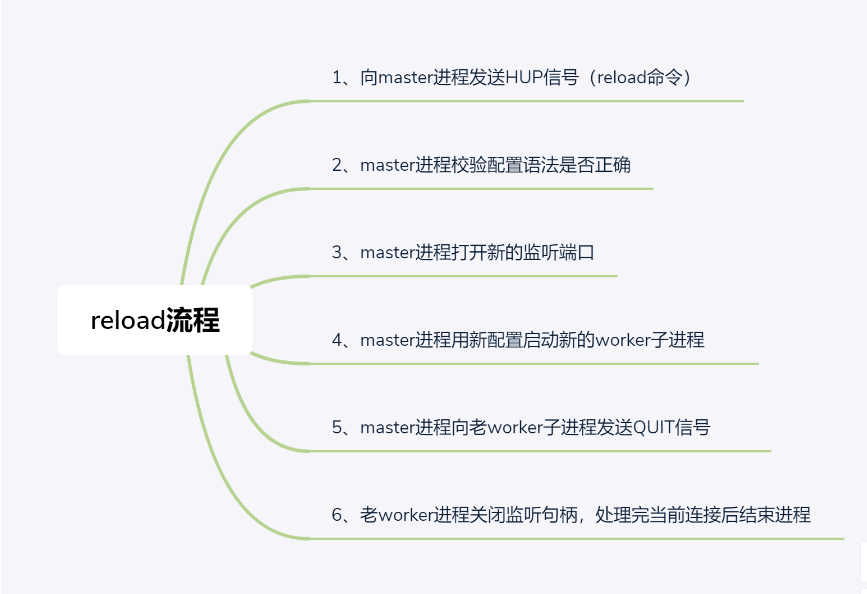 1、向master进程发送HUP信号（reload命令）
2、master进程校验配置语法是否正确
3、master进程打开新的监听端口
reload流程
4、master进程用新配置启动新的worker子进程
5、master进程向老worker子进程发送QUIT信号
6、老worker进程关闭监听句柄，处理完当前连接后结束进程